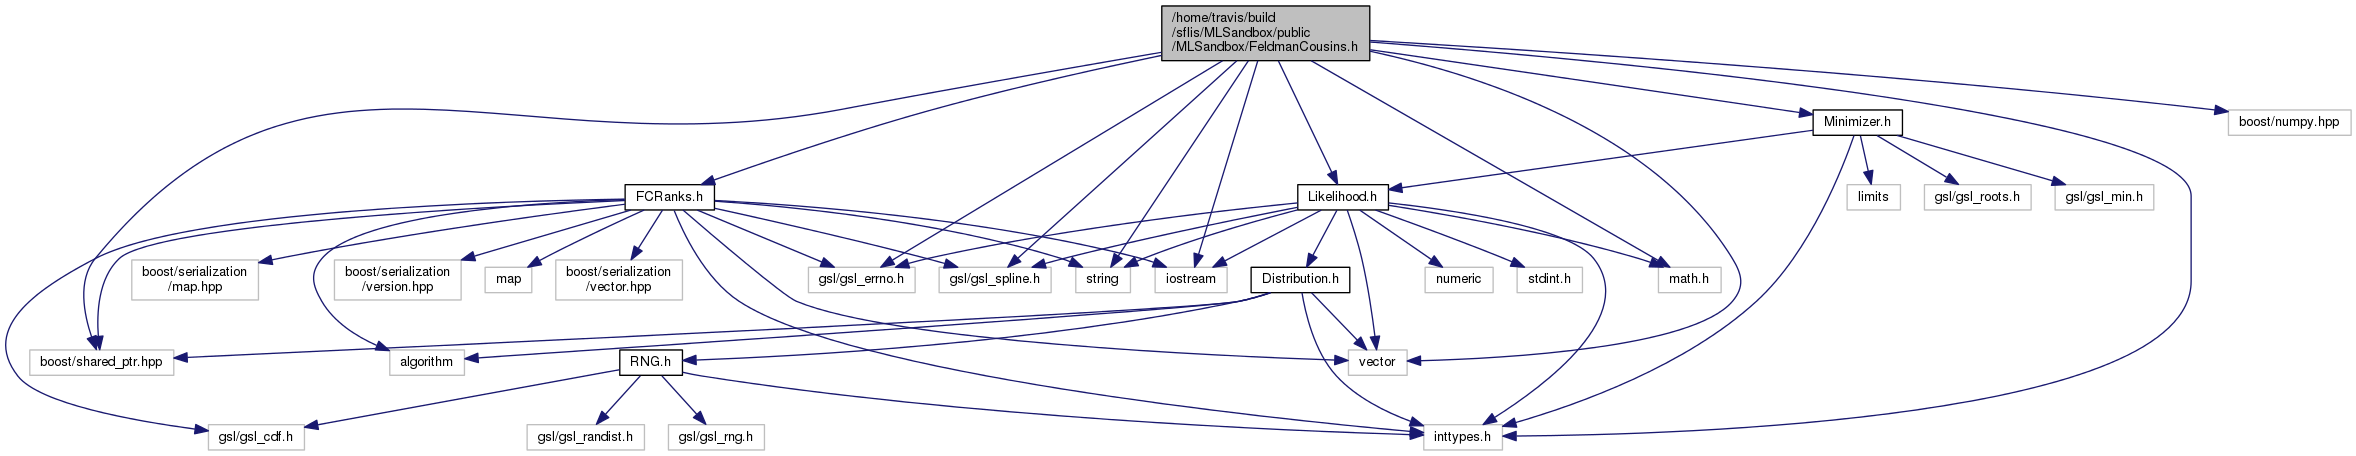 /home/travis/build
/sflis/MLSandbox/public
/MLSandbox/FeldmanCousins.h
Minimizer.h
boost/numpy.hpp
FCRanks.h
Likelihood.h
limits
gsl/gsl_roots.h
gsl/gsl_min.h
boost/serialization
/map.hpp
boost/serialization
/version.hpp
map
boost/serialization
/vector.hpp
gsl/gsl_errno.h
gsl/gsl_spline.h
string
iostream
Distribution.h
numeric
stdint.h
math.h
boost/shared_ptr.hpp
algorithm
RNG.h
vector
gsl/gsl_cdf.h
gsl/gsl_randist.h
gsl/gsl_rng.h
inttypes.h